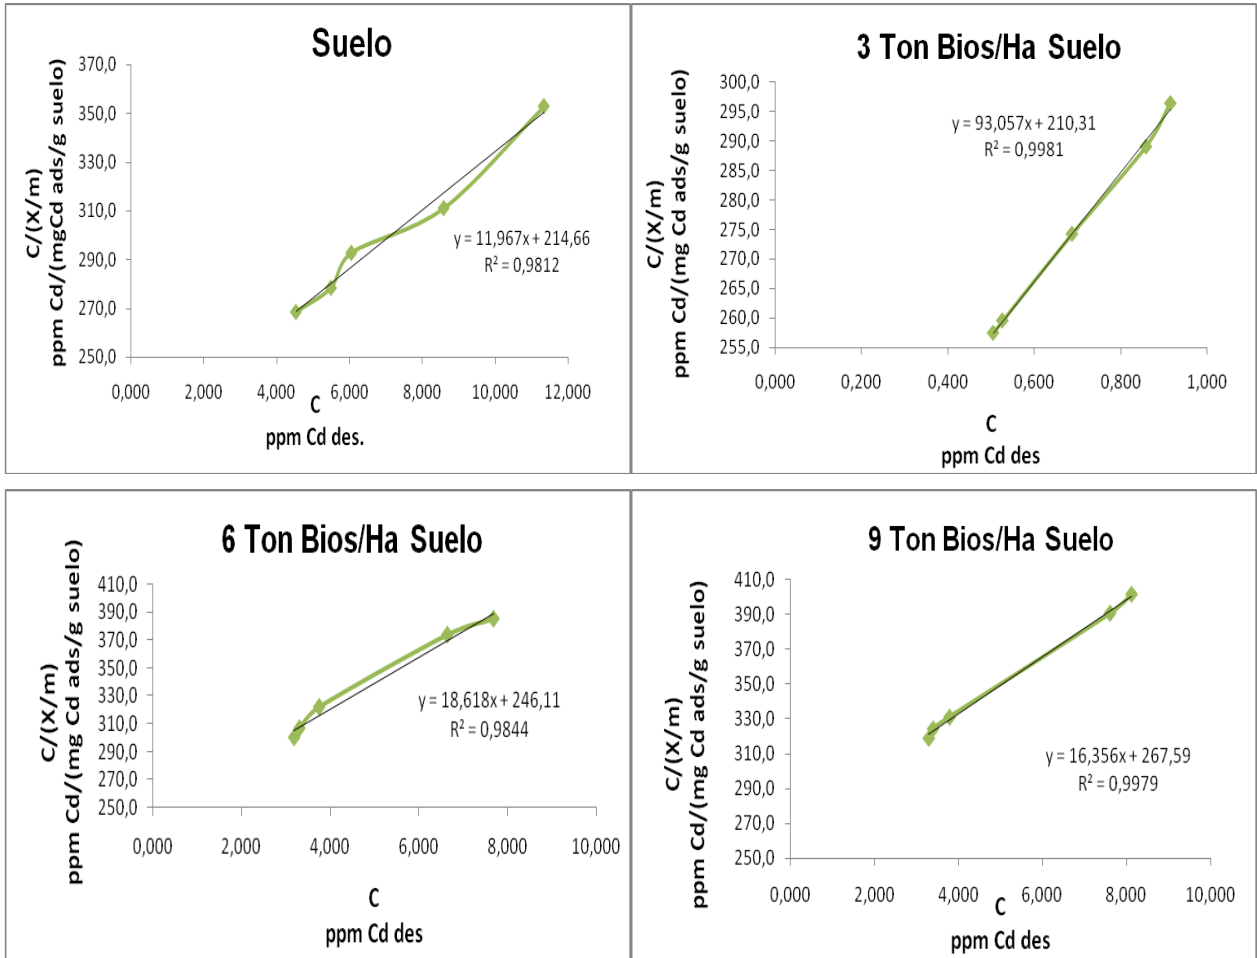 Suelo
C/(X/m)
ppm Cd/(mgCd ads/g suelo)
370,0
350,0
330,0
310,0
290,0
270,0
250,0
y = 11,967x + 214,66
R² = 0,9812
0,000 2,000 4,000 6,000 8,000 10,000 12,000
C
ppm Cd des.
3 Ton Bios/Ha Suelo
C/(X/m)
ppm Cd/(mg Cd ads/g suelo)
300,0
295,0
290,0
285,0
280,0
275,0
270,0
265,0
260,0
255,0
y = 93,057x + 210,31
R² = 0,9981
0,000 0,200 0,400 0,600 0,800 1,000
C
ppm Cd des
6 Ton Bios/Ha Suelo
C/(X/m)
ppm Cd/(mg Cd ads/g suelo)
410,0
390,0
370,0
350,0
330,0
310,0
290,0
270,0
250,0
y = 18,618x + 246,11
R² = 0,9844
0,000 2,000 4,000 6,000 8,000 10,000
C
ppm Cd des
9 Ton Bios/Ha Suelo
C/(X/m)
ppm Cd/(mg Cd ads/g suelo)
410,0
390,0
370,0
350,0
330,0
310,0
290,0
270,0
250,0
y = 16,356x + 267,59
R² = 0,9979
0,000 2,000 4,000 6,000 8,000 10,000
C
ppm Cd des